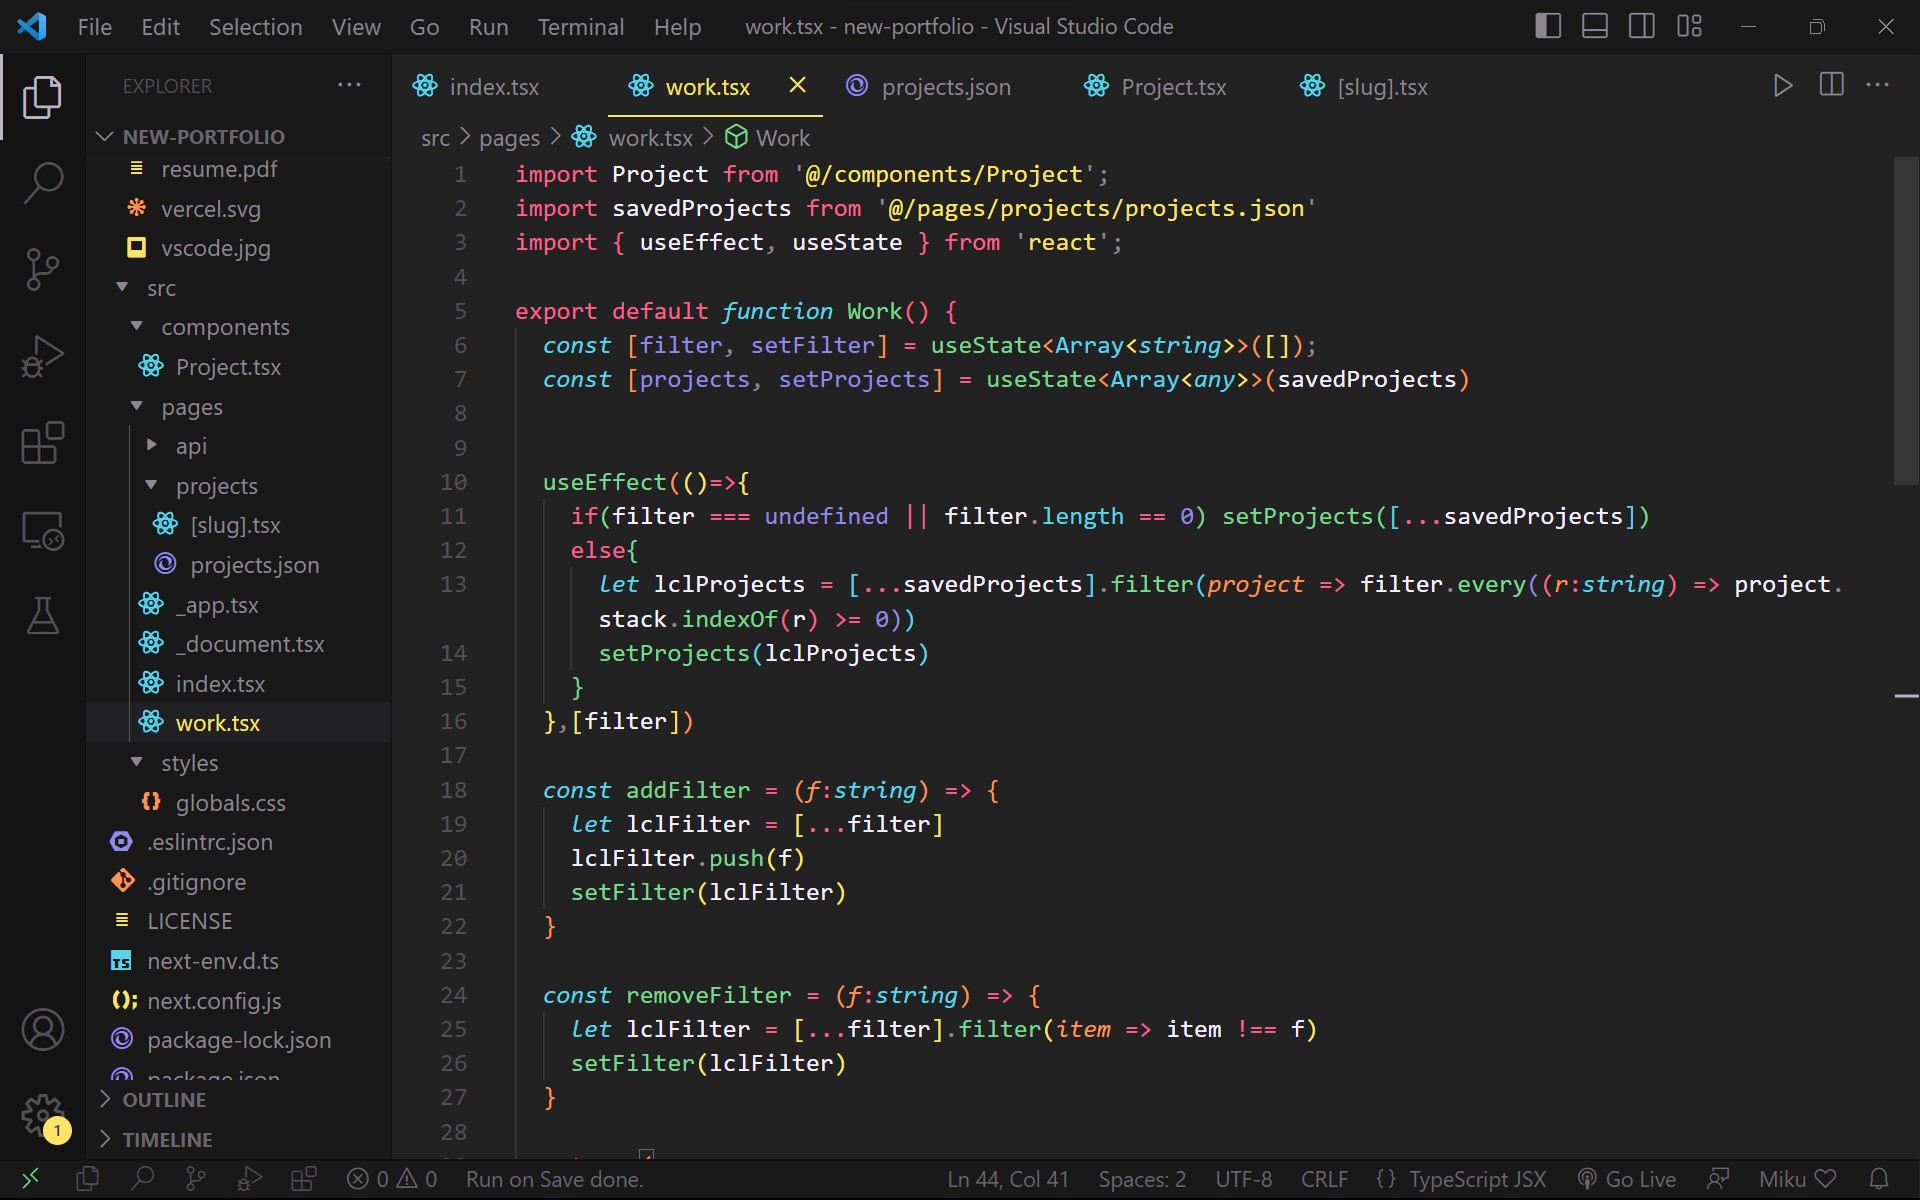 File Edit Selection View Go Run Terminal Help work.tsx - new-portfolio - Visual Studio Code
EXPLORER
NEW-PORTFOLIO
resume.pdf
vercel.svg
vscode.jpg
src
components
Project.tsx
pages
api
projects
[slug].tsx
projects.json
_app.tsx
_document.tsx
index.tsx
work.tsx
styles
globals.css
.eslintrc.json
.gitignore
LICENSE
next-env.d.ts
next.config.js
package-lock.json
package.json
OUTLINE
TIMELINE
1
index.tsx work.tsx projects.json Project.tsx [slug].tsx
src > pages > work.tsx > Work
1 import Project from '@/components/Project';
2 import savedProjects from '@/pages/projects/projects.json'
3 import { useEffect, useState } from 'react';
4
5 export default function Work() {
6 const [filter, setFilter] = useState<Array<string>>([]);
7 const [projects, setProjects] = useState<Array<any>>(savedProjects)
8
9
10 useEffect(()=>{
11 if(filter === undefined || filter.length == 0) setProjects([...savedProjects])
12 else{
13 let lclProjects = [...savedProjects].filter(project => filter.every((r:string) => project.
stack.indexOf(r) >= 0))
14 setProjects(lclProjects)
15 }
16 },[filter])
17
18 const addFilter = (f:string) => {
19 let lclFilter = [...filter]
20 lclFilter.push(f)
21 setFilter(lclFilter)
22 }
23
24 const removeFilter = (f:string) => {
25 let lclFilter = [...filter].filter(item => item !== f)
26 setFilter(lclFilter)
27 }
28
0 0 Run on Save done. Ln 44, Col 41 Spaces: 2 UTF-8 CRLF {} TypeScript JSX Go Live Miku ♡